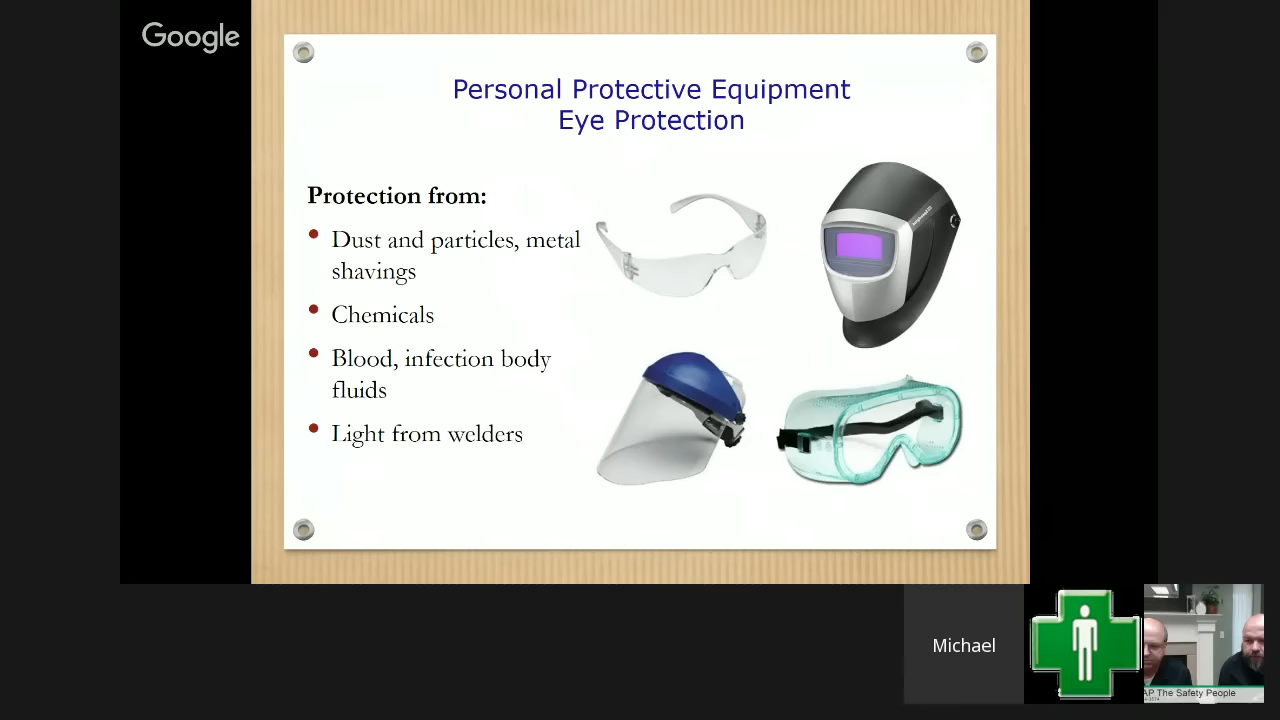 Google
Personal Protective Equipment
Eye Protection
Protection from:
Dust and particles, metal
shavings
Chemicals
Blood, infection body
fluids
Light from welders
Michael
AP The Safety People